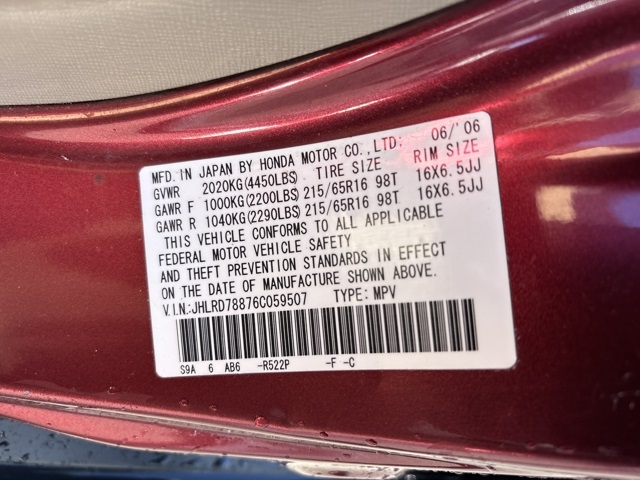 MFD. IN JAPAN BY HONDA MOTOR CO.,LTD: 06/'06
GVWR 2020KG(4450LBS) TIRE SIZE RIM SIZE
GAWR F 1000KG(2200LBS) 215/65R16 98T 16X6.5JJ
GAWR R 1040KG(2290LBS) 215/65R16 98T 16X6.5JJ
THIS VEHICLE CONFORMS TO ALL APPLICABLE
FEDERAL MOTOR VEHICLE SAFETY
AND THEFT PREVENTION STANDARDS IN EFFECT
ON THE DATE OF MANUFACTURE SHOWN ABOVE.
V.I.N.:JHLRD78876C059507 TYPE: MPV
S9A 6 AB6 -R522P -F -C